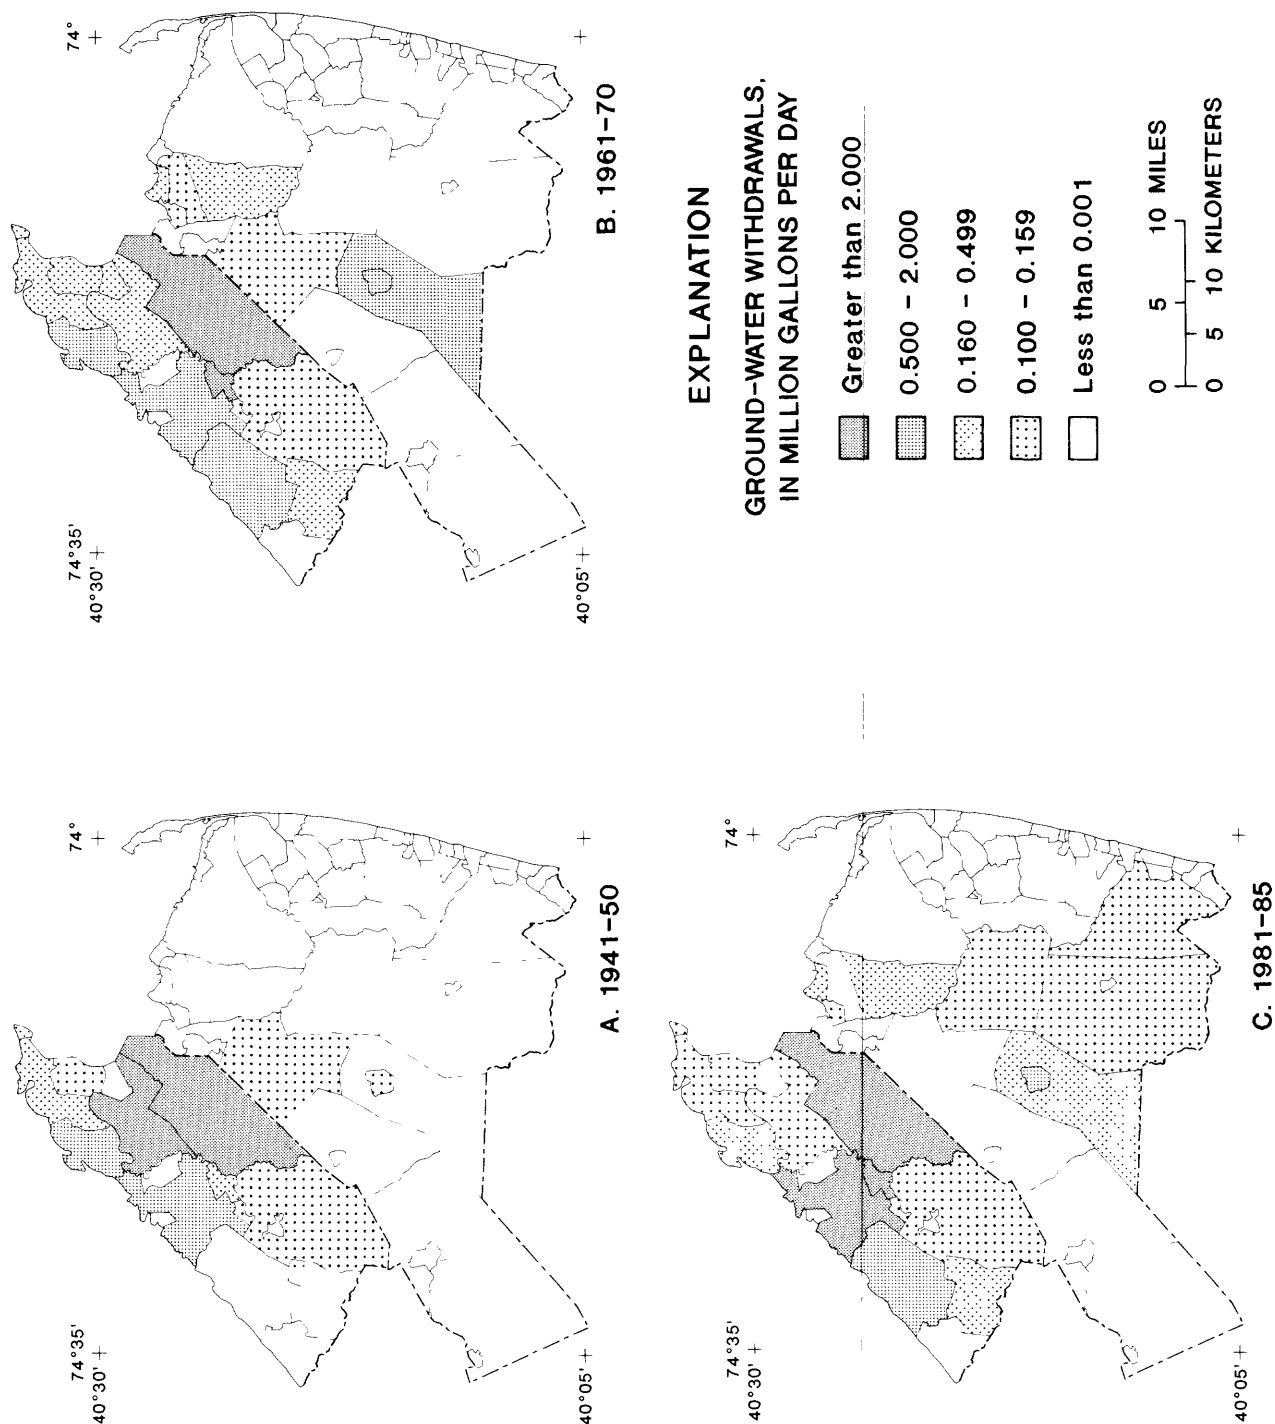 74°35'
74°
40°30'
40°05'
A. 1941-50
74°35'
74°
40°30'
40°05'
B. 1961-70
74°35'
74°
40°30'
40°05'
C. 1981-85
EXPLANATION
GROUND-WATER WITHDRAWALS,
IN MILLION GALLONS PER DAY
Greater than 2.000
0.500 - 2.000
0.160 - 0.499
0.100 - 0.159
Less than 0.001
0 5 10 MILES
0 5 10 KILOMETERS